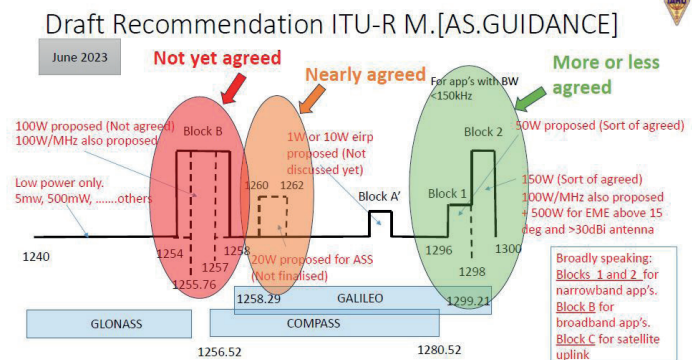 Draft Recommendation ITU-R M.[AS.GUIDANCE]
June 2023
Not yet agreed
Nearly agreed
More or less
agreed
For app's with BW
<150kHz
100W proposed (Not agreed)
100W/MHz also proposed
Block B
1W or 10W eirp
proposed (Not
discussed yet)
Block 2
50W proposed (Sort of agreed)
Low power only.
5mw, 500mW, .......others
1260
1262
Block A'
Block 1
150W (Sort of agreed)
100W/MHz also proposed
+ 500W for EME above 15
deg and >30dBi antenna
1240
1254
1257
1258
1255.76
20W proposed for ASS
(Not finalised)
1296
1298
1300
1258.29
GALILEO
1299.21
GLONASS
COMPASS
1256.52
1280.52
Broadly speaking:
Blocks 1 and 2 for
narrowband app's.
Block B for
broadband app's.
Block C for satellite
uplink